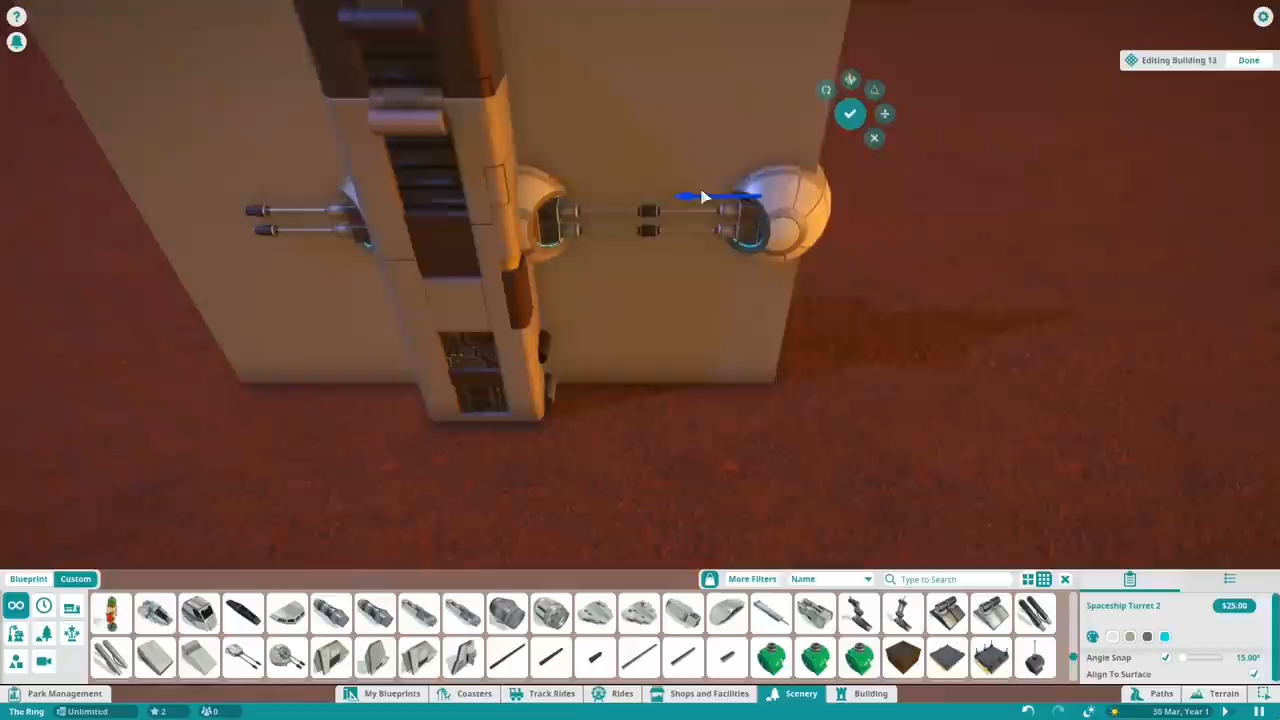 ?
Editing Building 13 Done
Blueprint Custom
More Filters Name Type to Search
Spaceship Turret 2 $25.00
Angle Snap 15.00°
Align To Surface
Park Management My Blueprints Coasters Track Rides Rides Shops and Facilities Scenery Building Paths Terrain
The Ring Unlimited 2 0 30 Mar, Year 1